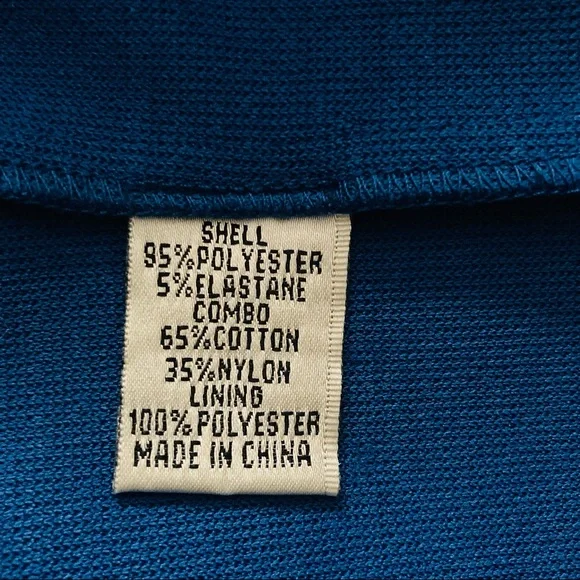 SHELL
95%POLYESTER
5%ELASTANE
COMBO
65%COTTON
35%NYLON
LINING
100%POLYESTER
MADE IN CHINA